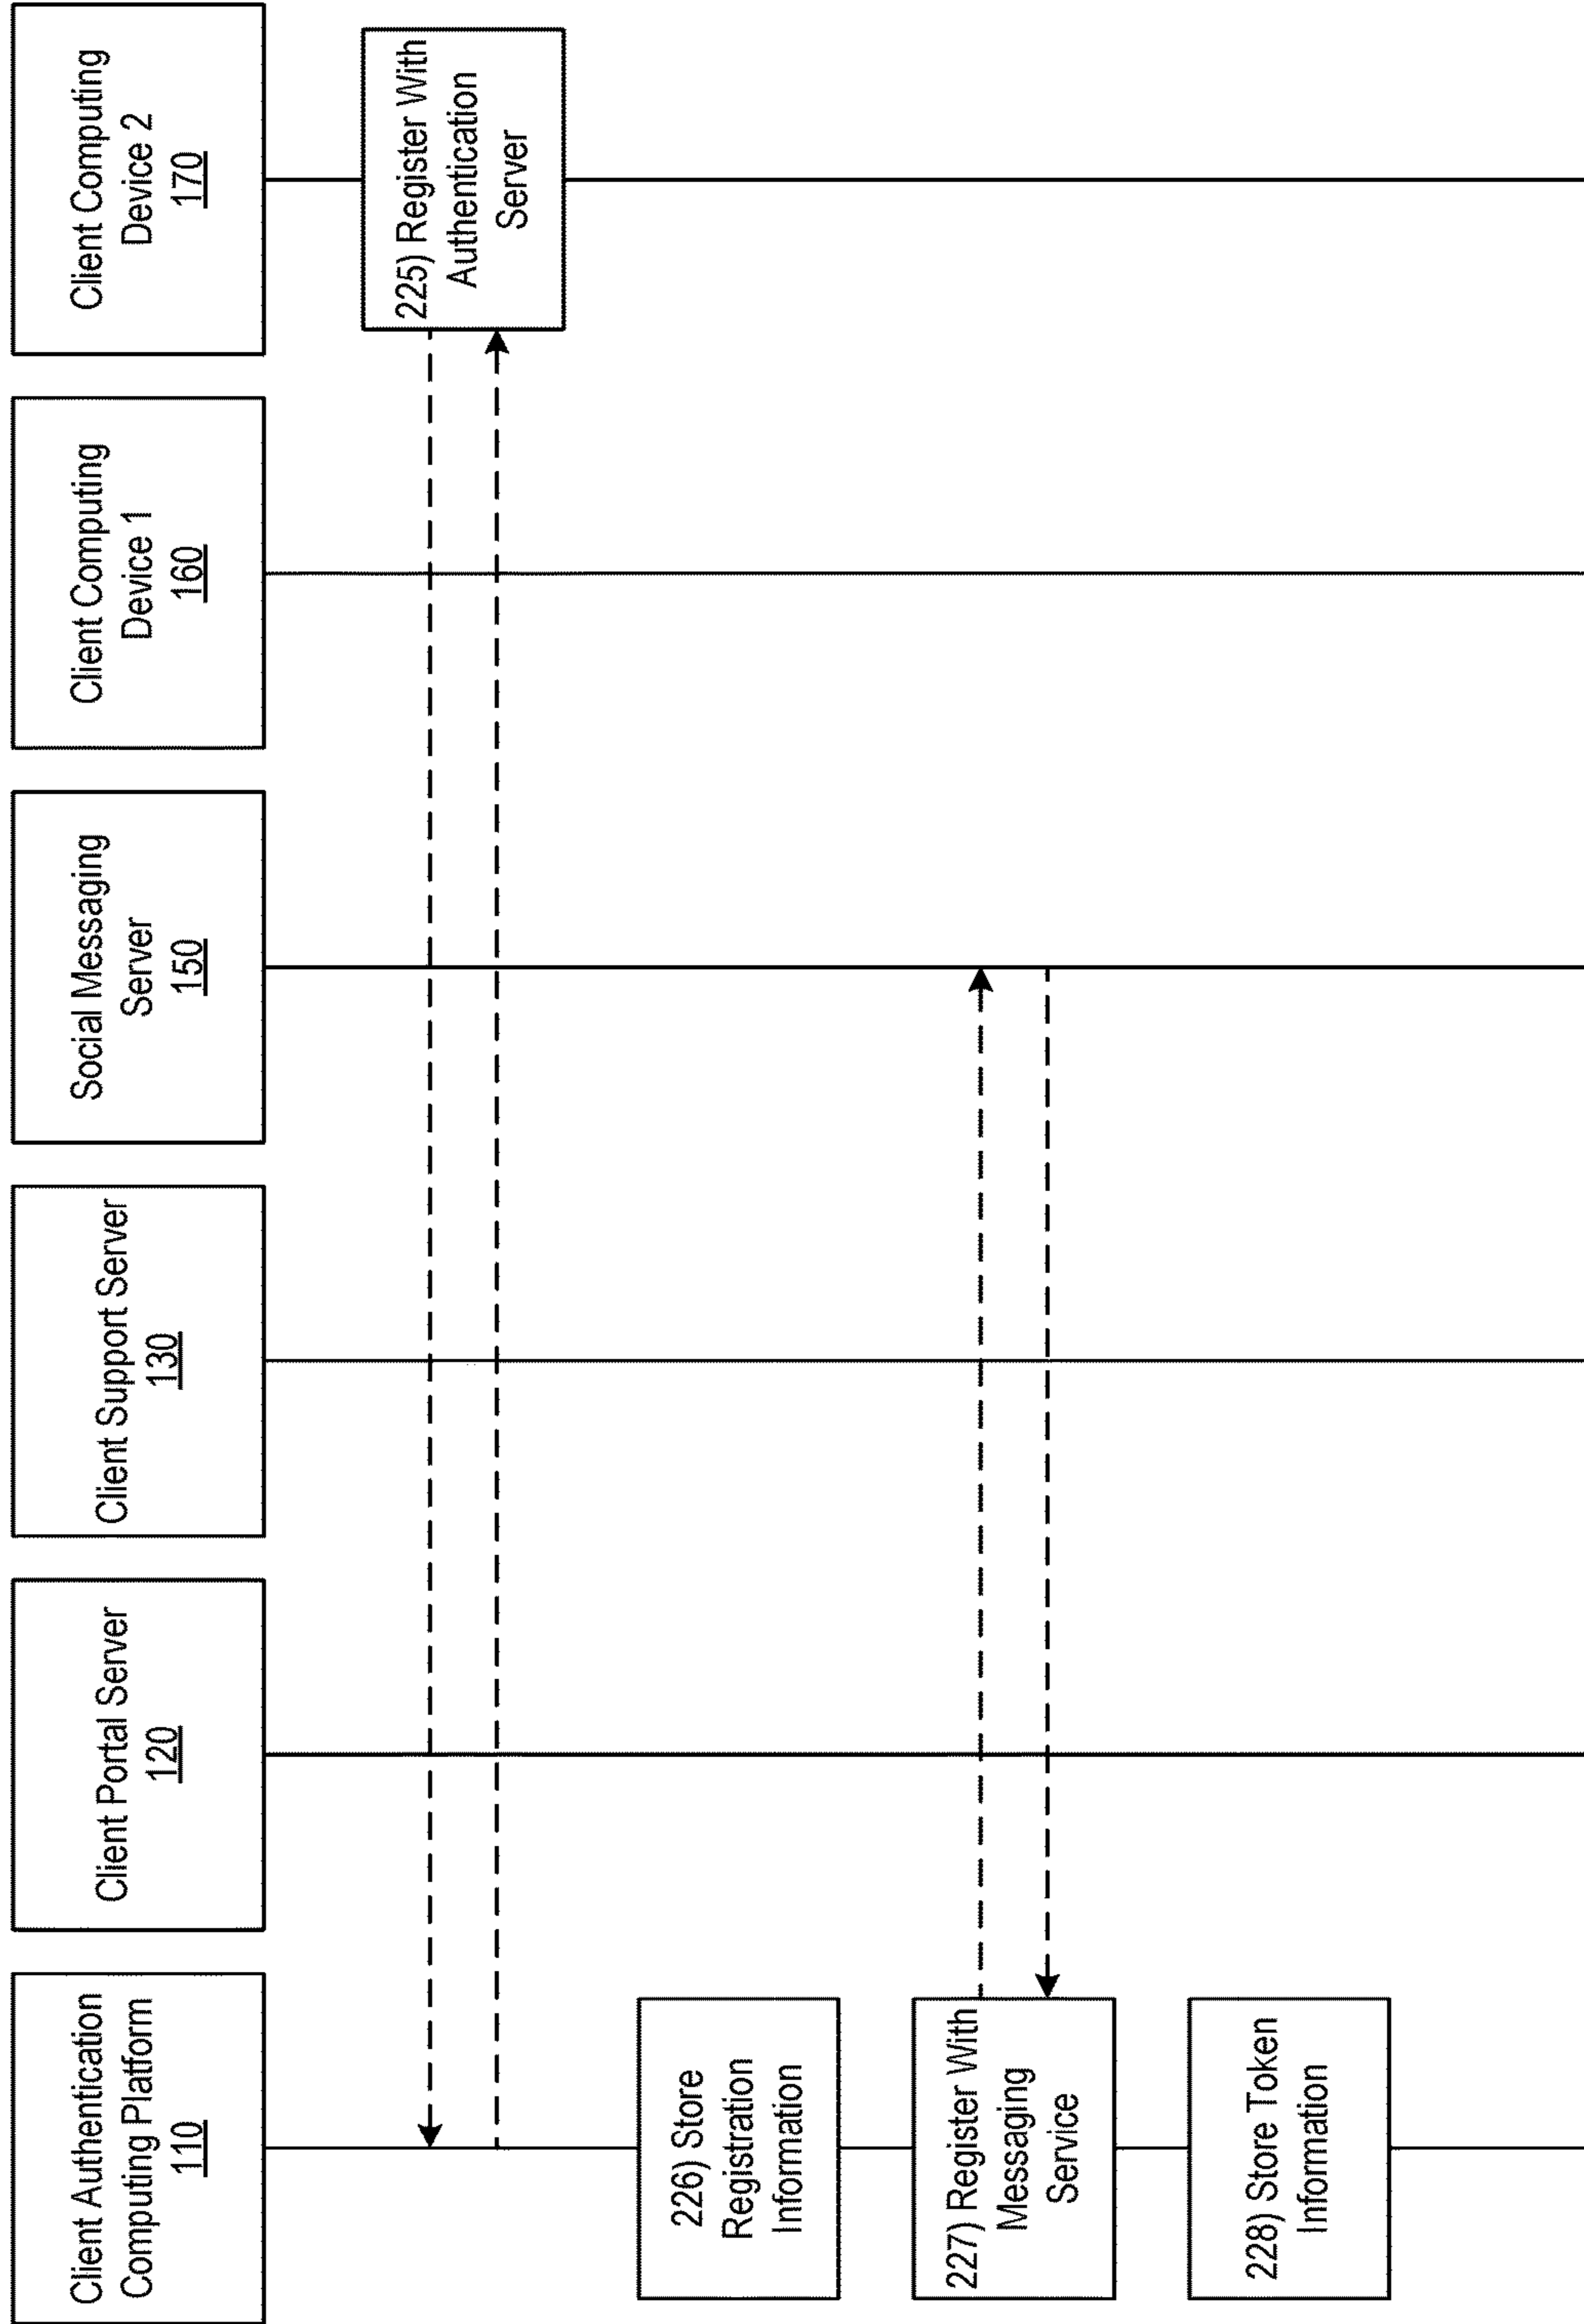 Client Authentication
Computing Platform
110
Client Portal Server
120
Client Support Server
130
Social Messaging
Server
150
Client Computing
Device 1
160
Client Computing
Device 2
170
225) Register With
Authentication
Server
226) Store
Registration
Information
227) Register With
Messaging
Service
228) Store Token
Information